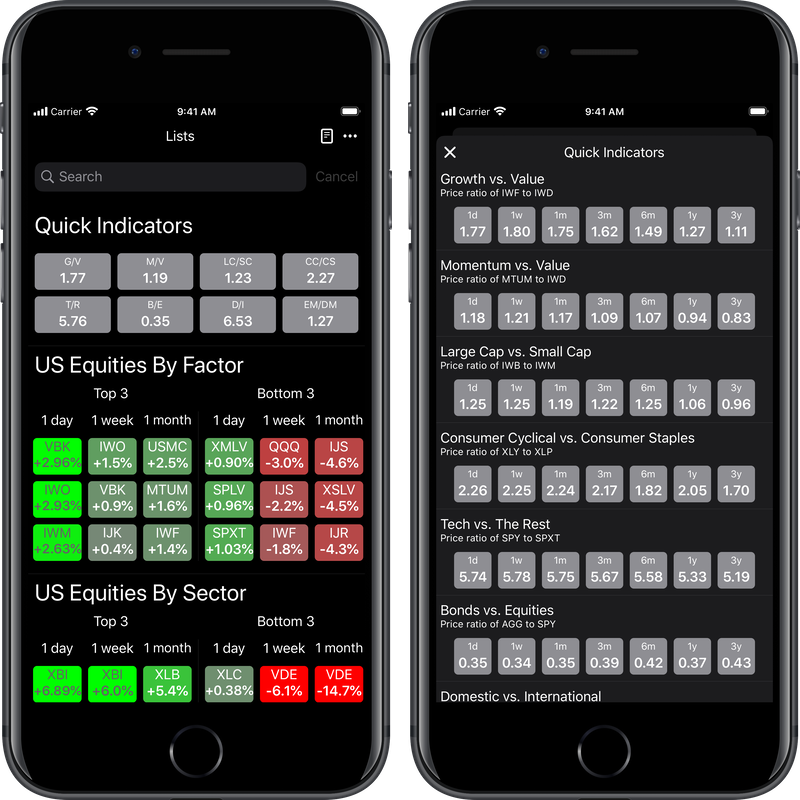 Carrier 9:41 AM
Lists
Search Cancel
Quick Indicators
G/V M/V LC/SC CC/CS
1.77 1.19 1.23 2.27
T/R B/E D/I EM/DM
5.76 0.35 6.53 1.27
US Equities By Factor
Top 3 Bottom 3
1 day 1 week 1 month 1 day 1 week 1 month
VBK IWO USMC XMLV QQQ IJS
+2.96% +1.5% +2.5% +0.90% -3.0% -4.6%
IWO VBK MTUM SPLV IJS XSLV
+2.93% +0.9% +1.6% +0.96% -2.2% -4.5%
IWM IJK IWF SPXT IWF IJR
+2.63% +0.4% +1.4% +1.03% -1.8% -4.3%
US Equities By Sector
Top 3 Bottom 3
1 day 1 week 1 month 1 day 1 week 1 month
XBI XBI XLB XLC VDE VDE
+6.89% +6.0% +5.4% +0.38% -6.1% -14.7%
Carrier 9:41 AM
Quick Indicators
Growth vs. Value
Price ratio of IWF to IWD
1d 1w 1m 3m 6m 1y 3y
1.77 1.80 1.75 1.62 1.49 1.27 1.11
Momentum vs. Value
Price ratio of MTUM to IWD
1d 1w 1m 3m 6m 1y 3y
1.18 1.21 1.17 1.09 1.07 0.94 0.83
Large Cap vs. Small Cap
Price ratio of IWB to IWM
1d 1w 1m 3m 6m 1y 3y
1.25 1.25 1.19 1.22 1.25 1.06 0.96
Consumer Cyclical vs. Consumer Staples
Price ratio of XLY to XLP
1d 1w 1m 3m 6m 1y 3y
2.26 2.25 2.24 2.17 1.82 2.05 1.70
Tech vs. The Rest
Price ratio of SPY to SPXT
1d 1w 1m 3m 6m 1y 3y
5.74 5.78 5.75 5.67 5.58 5.33 5.19
Bonds vs. Equities
Price ratio of AGG to SPY
1d 1w 1m 3m 6m 1y 3y
0.35 0.34 0.35 0.39 0.42 0.37 0.43
Domestic vs. International